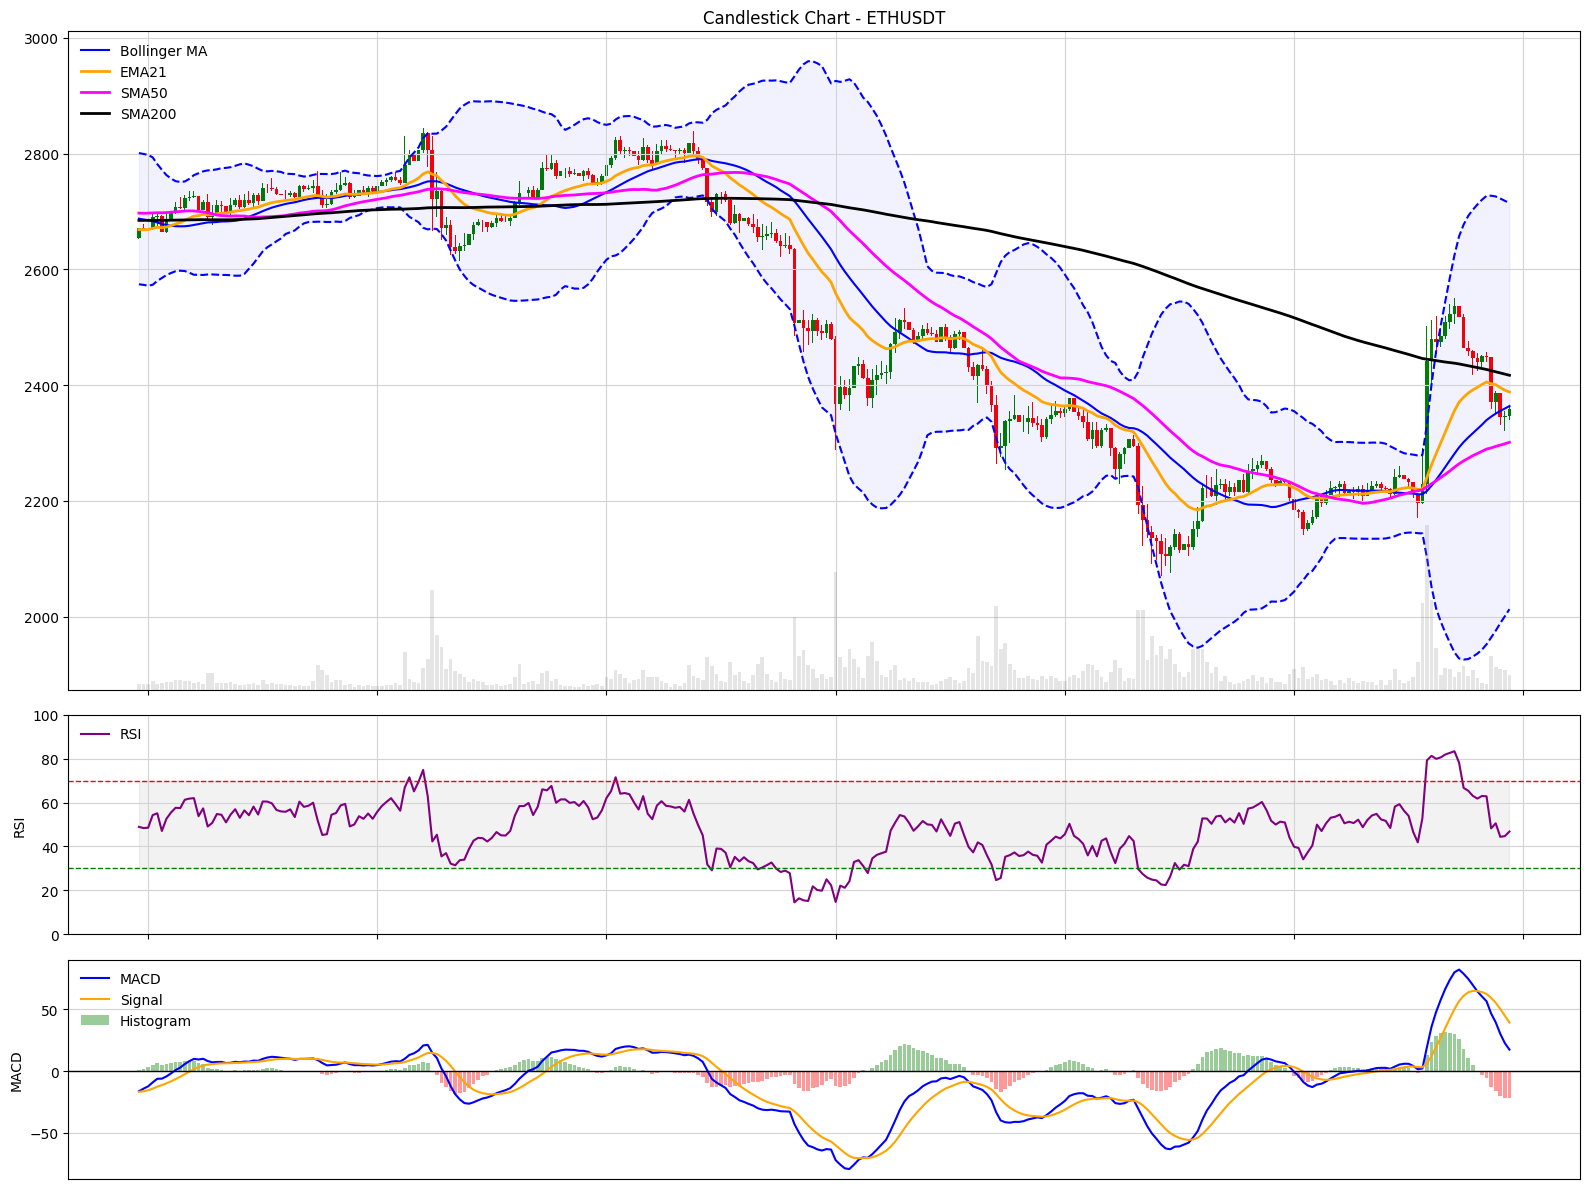 Candlestick Chart - ETHUSDT
3000
2800
2600
2400
2200
2000
Bollinger MA
EMA21
SMA50
SMA200
100
80
60
40
20
0
RSI
RSI
50
0
−50
MACD
MACD
Signal
Histogram